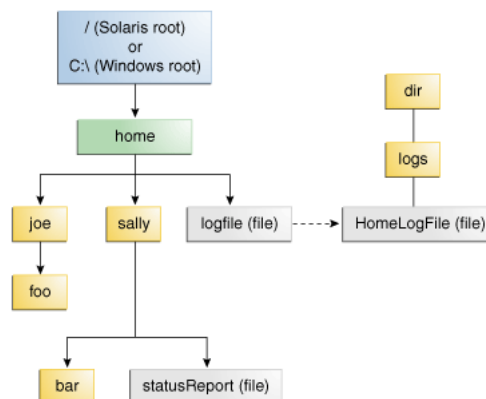 / (Solaris root)
or
C:\ (Windows root)
dir
home
logs
joe
sally
logfile (file)
HomeLogFile (file)
foo
bar
statusReport (file)